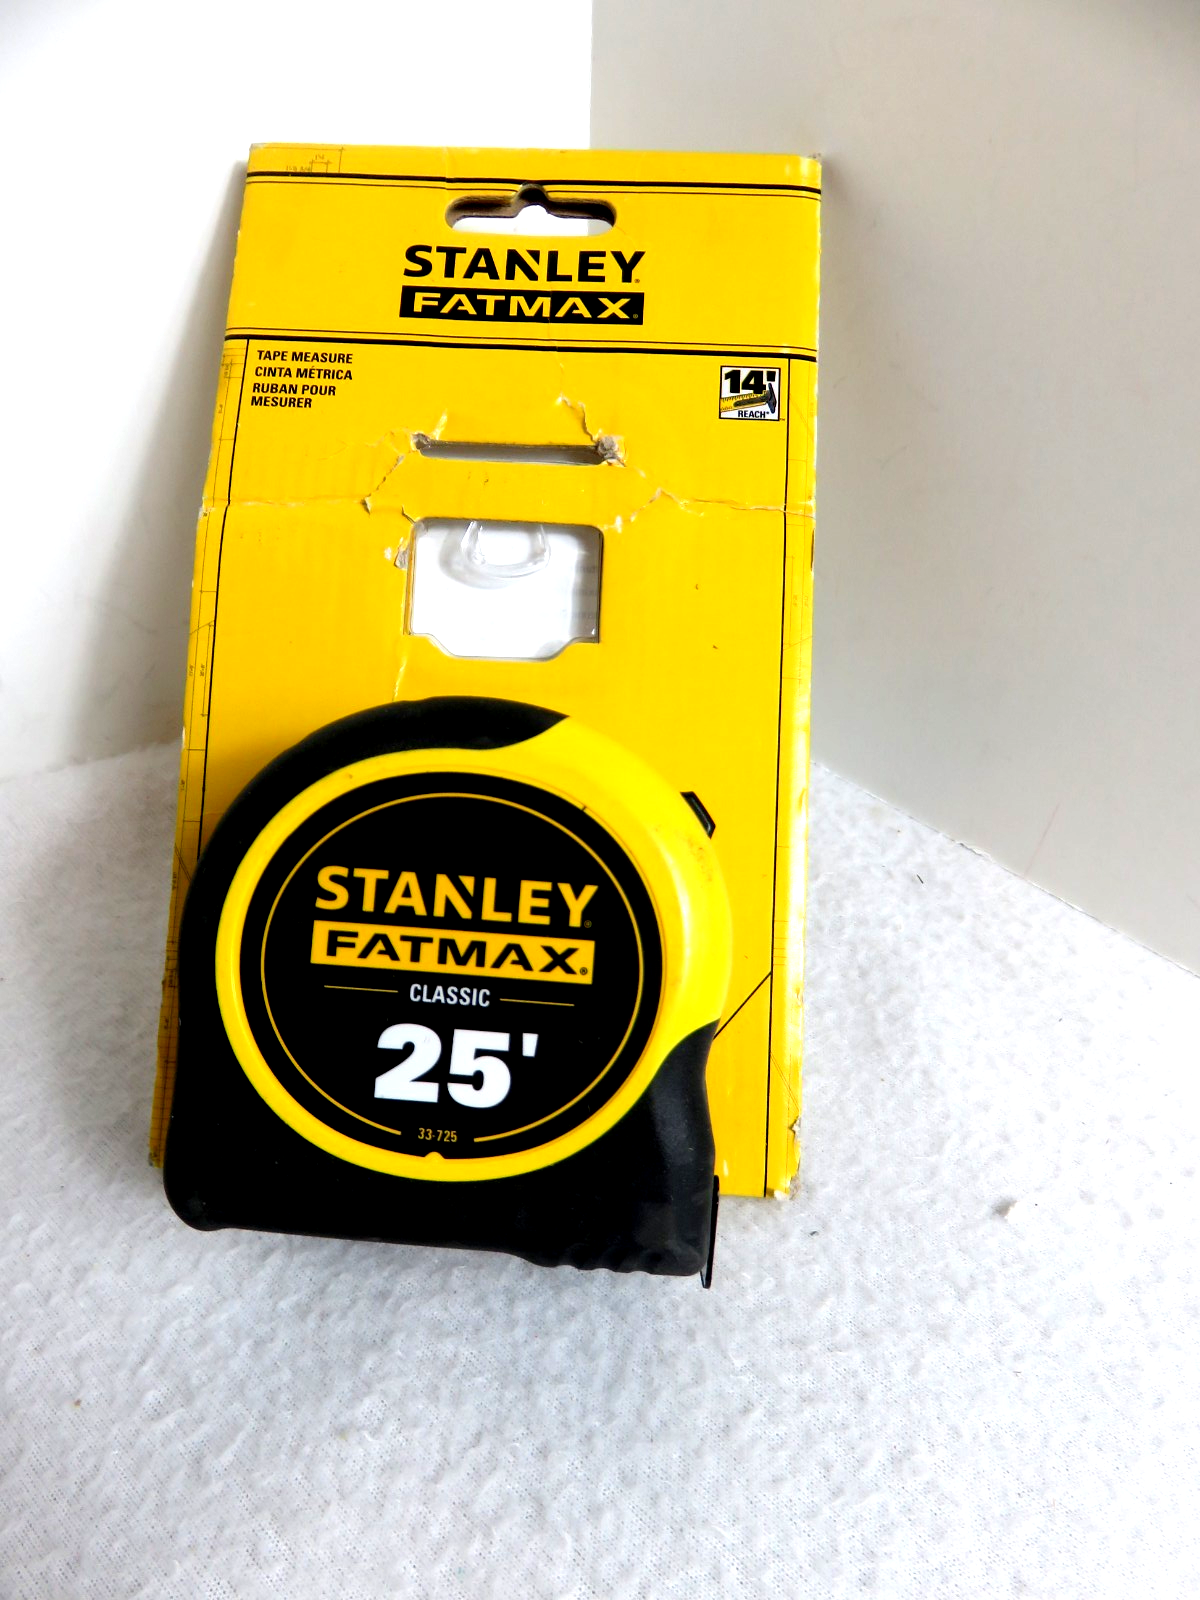 STANLEY®
FATMAX®
TAPE MEASURE
CINTA MÉTRICA
RUBAN POUR
MESURER
14'
REACH*
STANLEY®
FATMAX®
CLASSIC
25'
33-725